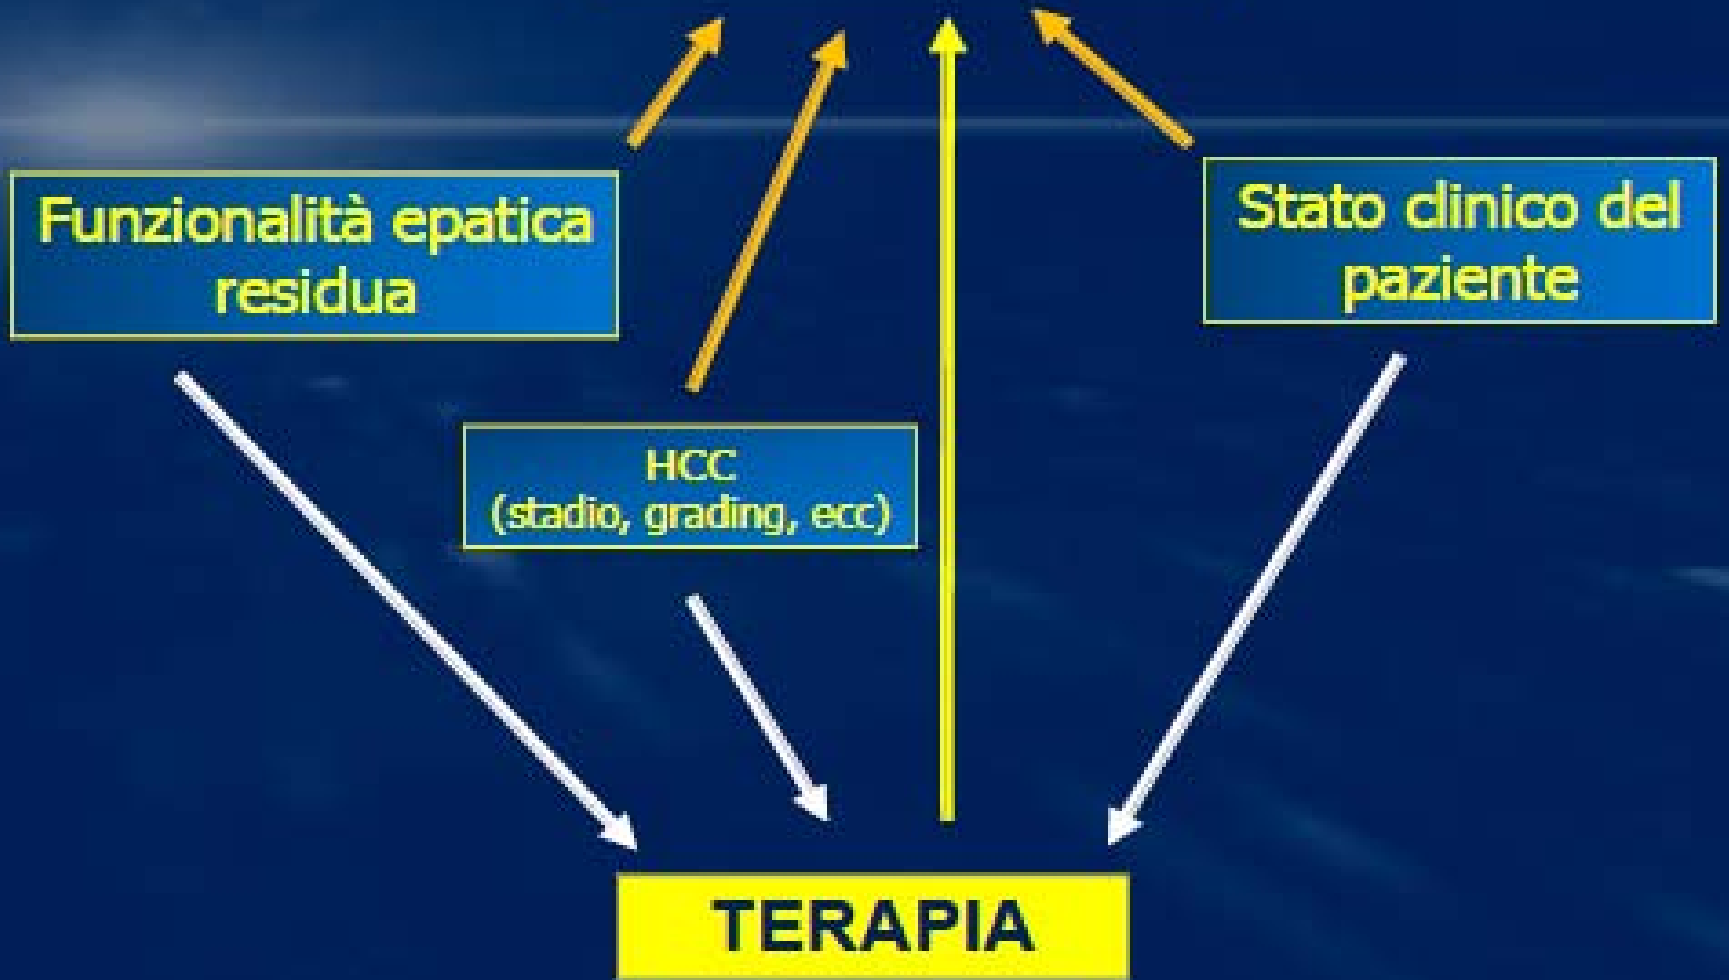 Funzionalità epatica
residua
Stato clinico del
paziente
HCC
(stadio, grading, ecc)
TERAPIA